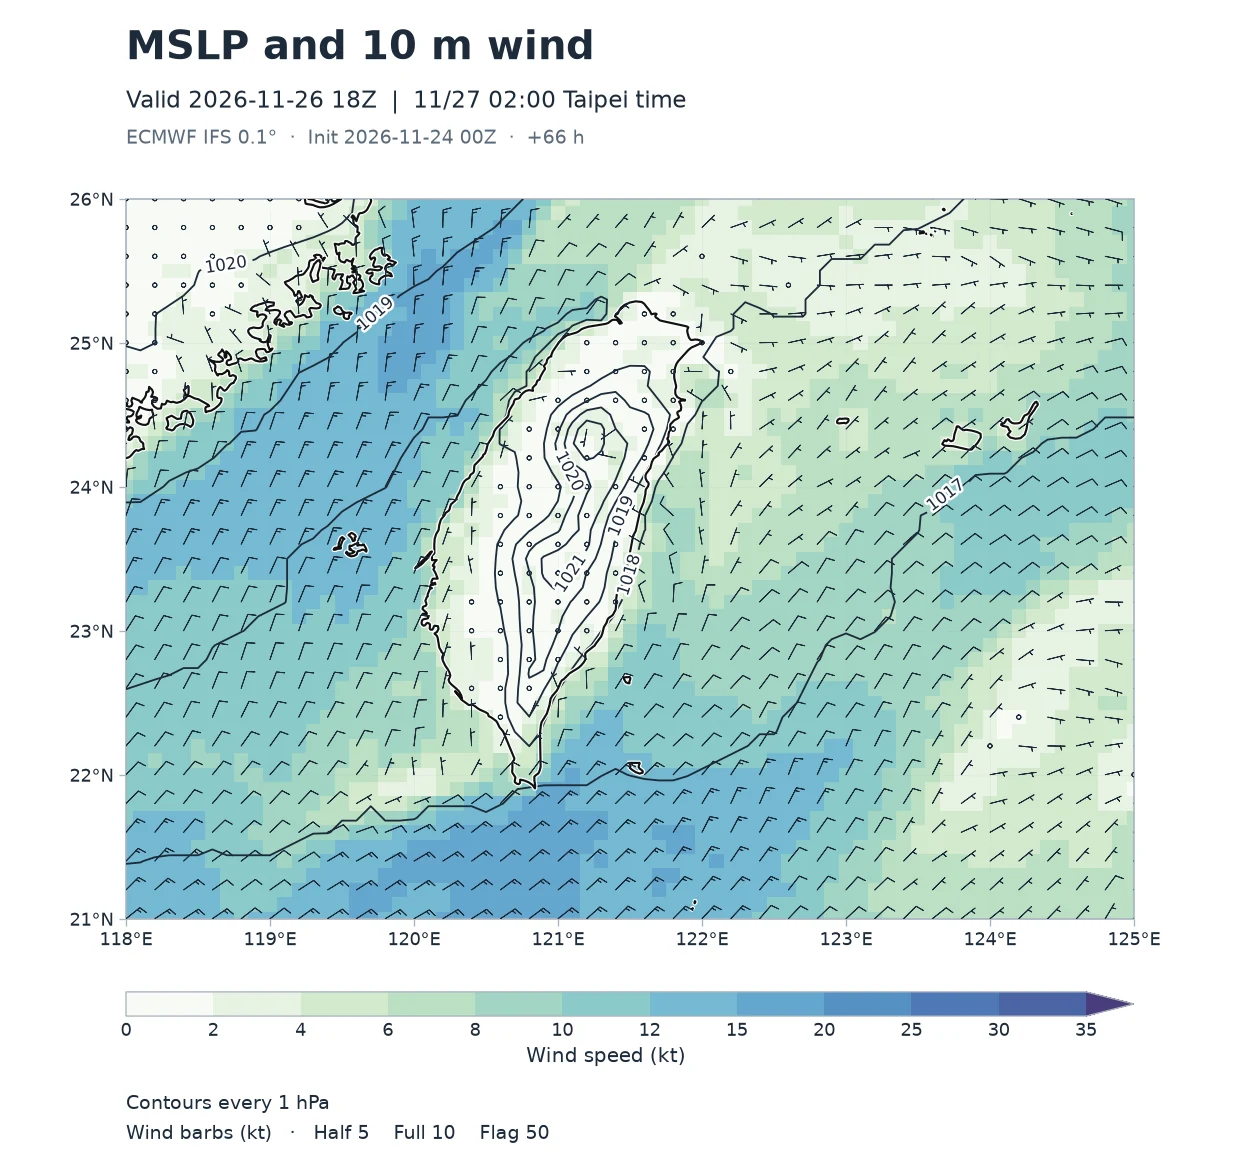 MSLP and 10 m wind
Valid 2026-11-26 18Z | 11/27 02:00 Taipei time
ECMWF IFS 0.1° · Init 2026-11-24 00Z · +66 h
26°N
25°N
24°N
23°N
22°N
21°N
1020
1019
1020
1019
1021
1018
1017
118°E 119°E 120°E 121°E 122°E 123°E 124°E 125°E
0 2 4 6 8 10 12 15 20 25 30 35
Wind speed (kt)
Contours every 1 hPa
Wind barbs (kt) · Half 5 Full 10 Flag 50